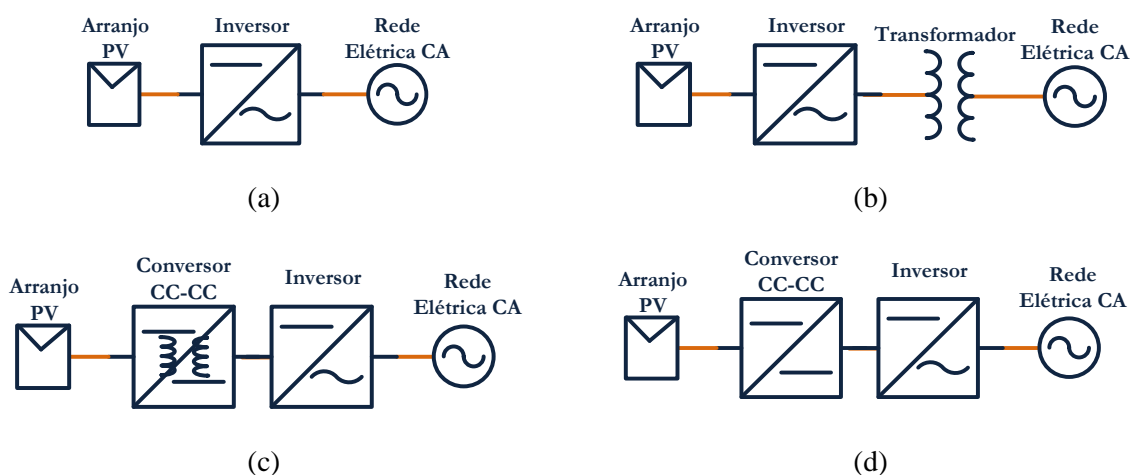 Arranjo
PV
Inversor
Rede
Elétrica CA
(a)
Arranjo
PV
Inversor
Transformador
Rede
Elétrica CA
(b)
Arranjo
PV
Conversor
CC-CC
Inversor
Rede
Elétrica CA
(c)
Arranjo
PV
Conversor
CC-CC
Inversor
Rede
Elétrica CA
(d)